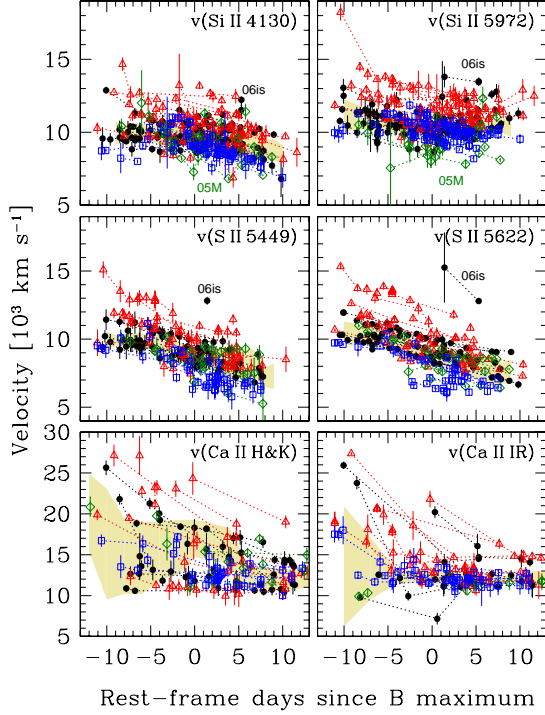 v(Si II 4130)
v(Si II 5972)
06is
06is
05M
05M
15
10
5
v(S II 5449)
v(S II 5622)
06is
06is
15
10
5
v(Ca II H&K)
v(Ca II IR)
30
25
20
15
10
5
−10 −5 0 5 10
−10 −5 0 5 10
Velocity [10³ km s⁻¹]
Rest−frame days since B maximum